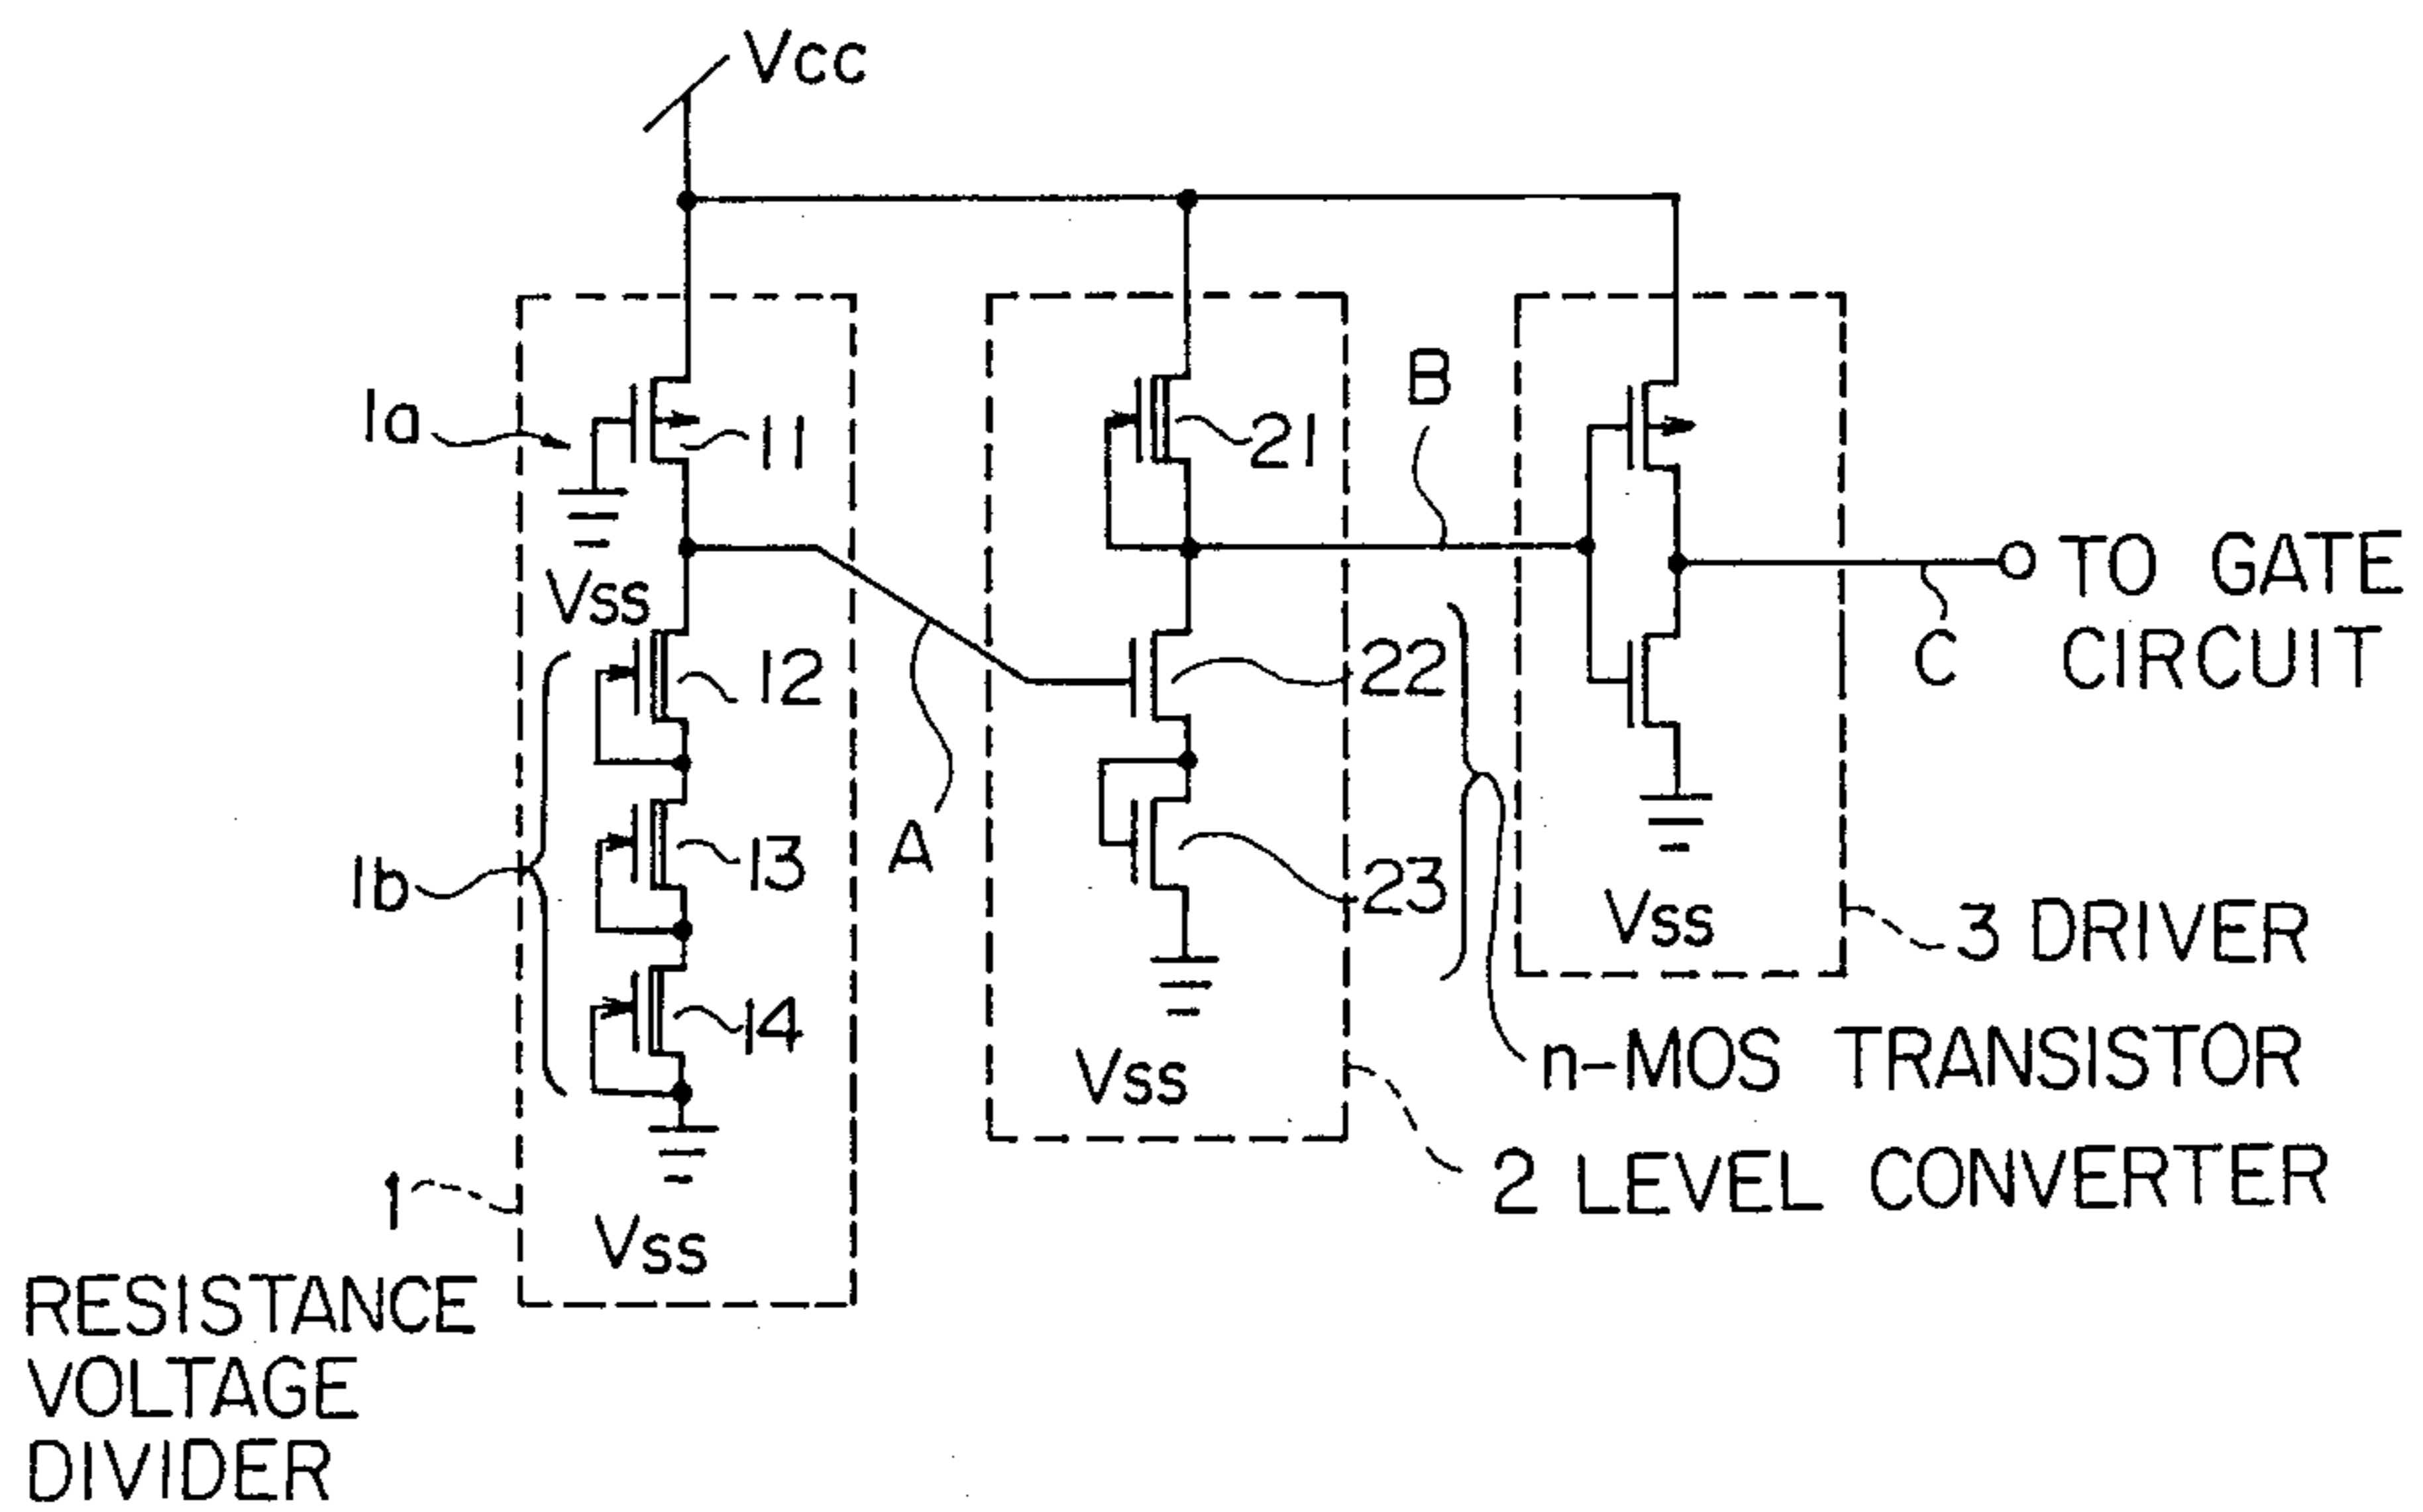 Vcc
1a
11
21
B
Vss
12
22
TO GATE
CIRCUIT
C
1b
13
A
23
Vss
3 DRIVER
14
Vss
n-MOS TRANSISTOR
1
2 LEVEL CONVERTER
Vss
RESISTANCE
VOLTAGE
DIVIDER